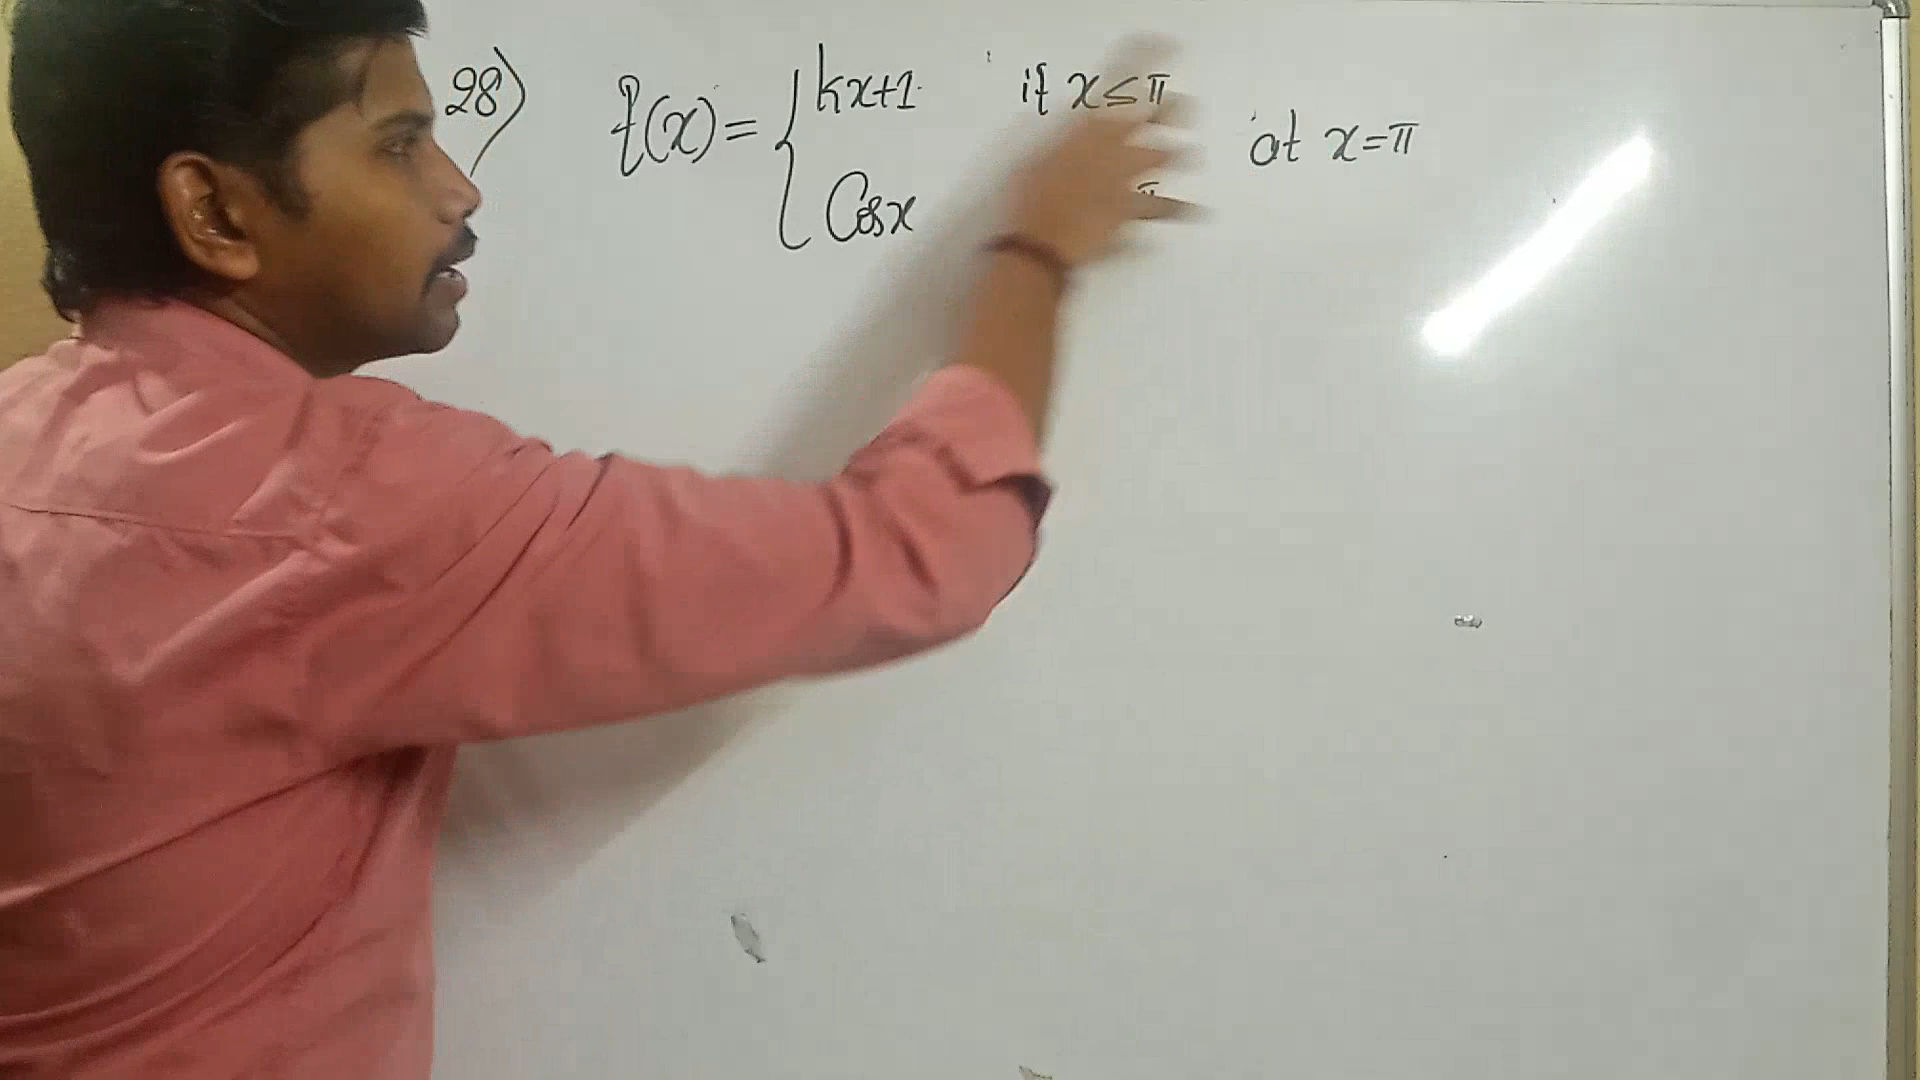 28) f(x) = { kx+1 if x ≤ π at x = π
Cosx π